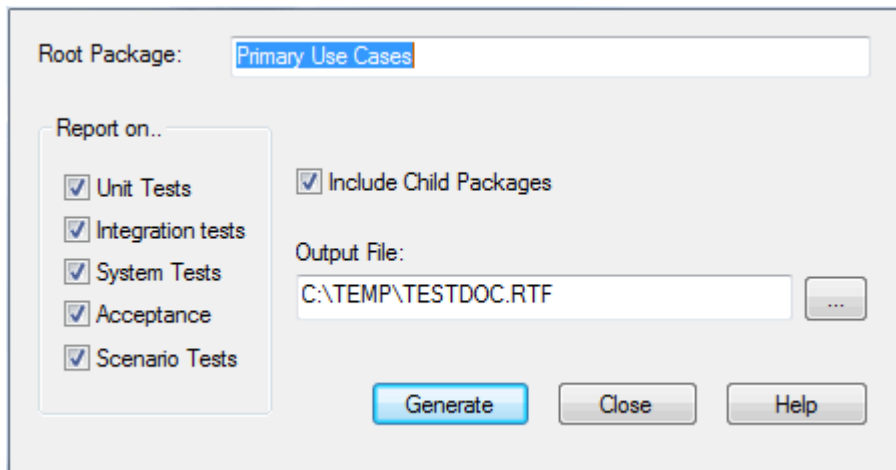 Root Package: Primary Use Cases
Report on..
Unit Tests
Include Child Packages
Integration tests
System Tests
Output File:
C:\TEMP\TESTDOC.RTF
...
Acceptance
Scenario Tests
Generate
Close
Help